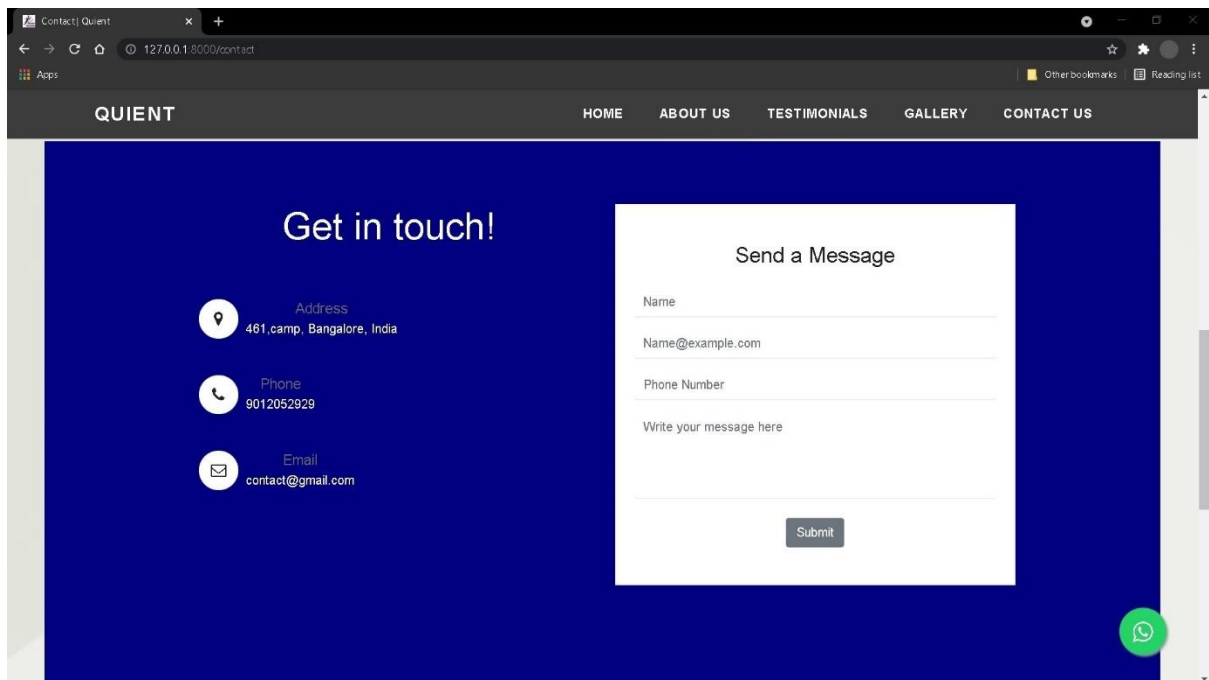 Contact| Quient
127.0.0.1:8000/contact
Apps
Other bookmarks
Reading list
QUIENT
HOME ABOUT US TESTIMONIALS GALLERY CONTACT US
Get in touch!
Address
461,camp, Bangalore, India
Phone
9012052929
Email
contact@gmail.com
Send a Message
Name
Name@example.com
Phone Number
Write your message here
Submit